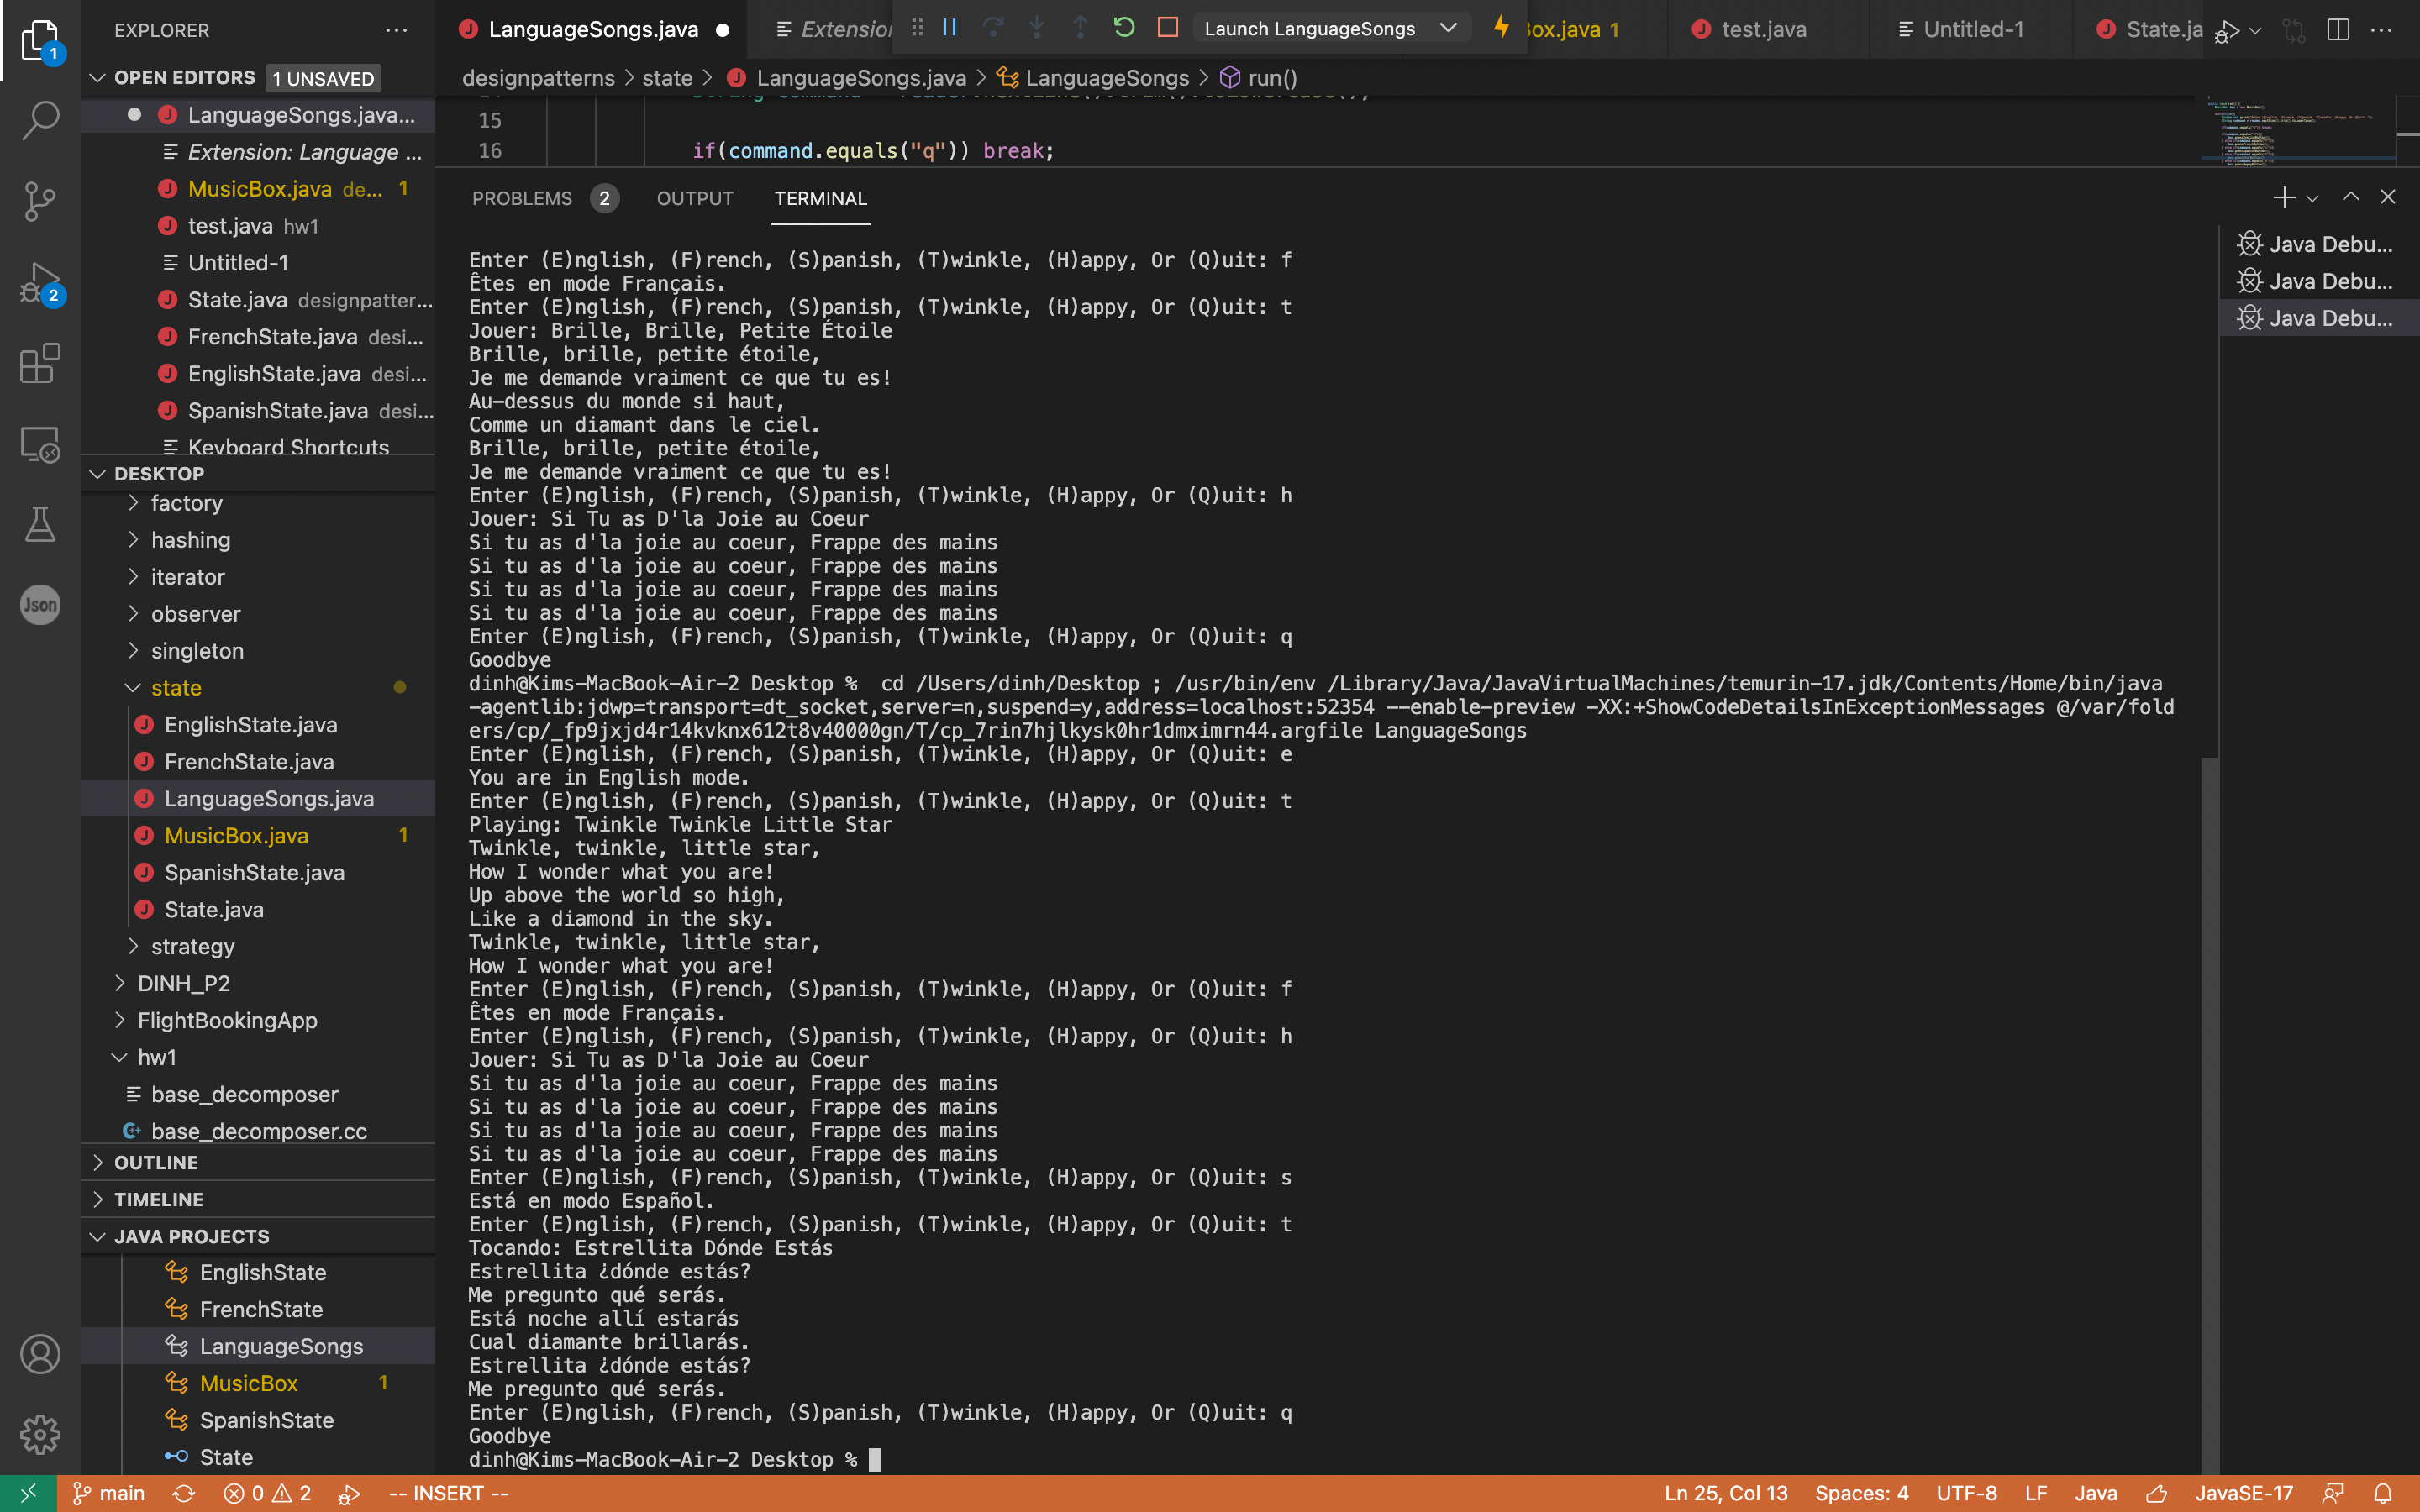 EXPLORER
OPEN EDITORS 1 UNSAVED
LanguageSongs.java...
Extension: Language ...
MusicBox.java de... 1
test.java hw1
Untitled-1
State.java designpatter...
FrenchState.java desi...
EnglishState.java desi...
SpanishState.java desi...
Keyboard Shortcuts
DESKTOP
factory
hashing
iterator
observer
singleton
state
EnglishState.java
FrenchState.java
LanguageSongs.java
MusicBox.java 1
SpanishState.java
State.java
strategy
DINH_P2
FlightBookingApp
hw1
base_decomposer
base_decomposer.cc
OUTLINE
TIMELINE
JAVA PROJECTS
EnglishState
FrenchState
LanguageSongs
MusicBox 1
SpanishState
State
1
2
Json
LanguageSongs.java
Launch LanguageSongs
ox.java 1
test.java
Untitled-1
State.ja
designpatterns > state > LanguageSongs.java > LanguageSongs > run()
15
16 if(command.equals("q")) break;
PROBLEMS 2 OUTPUT TERMINAL
Enter (E)nglish, (F)rench, (S)panish, (T)winkle, (H)appy, Or (Q)uit: f
Êtes en mode Français.
Enter (E)nglish, (F)rench, (S)panish, (T)winkle, (H)appy, Or (Q)uit: t
Jouer: Brille, Brille, Petite Étoile
Brille, brille, petite étoile,
Je me demande vraiment ce que tu es!
Au-dessus du monde si haut,
Comme un diamant dans le ciel.
Brille, brille, petite étoile,
Je me demande vraiment ce que tu es!
Enter (E)nglish, (F)rench, (S)panish, (T)winkle, (H)appy, Or (Q)uit: h
Jouer: Si Tu as D'la Joie au Coeur
Si tu as d'la joie au coeur, Frappe des mains
Si tu as d'la joie au coeur, Frappe des mains
Si tu as d'la joie au coeur, Frappe des mains
Si tu as d'la joie au coeur, Frappe des mains
Enter (E)nglish, (F)rench, (S)panish, (T)winkle, (H)appy, Or (Q)uit: q
Goodbye
dinh@Kims-MacBook-Air-2 Desktop %  cd /Users/dinh/Desktop ; /usr/bin/env /Library/Java/JavaVirtualMachines/temurin-17.jdk/Contents/Home/bin/java
-agentlib:jdwp=transport=dt_socket,server=n,suspend=y,address=localhost:52354 --enable-preview -XX:+ShowCodeDetailsInExceptionMessages @/var/fold
ers/cp/_fp9jxjd4r14kvknx612t8v40000gn/T/cp_7rin7hjlkysk0hr1dmximrn44.argfile LanguageSongs
Enter (E)nglish, (F)rench, (S)panish, (T)winkle, (H)appy, Or (Q)uit: e
You are in English mode.
Enter (E)nglish, (F)rench, (S)panish, (T)winkle, (H)appy, Or (Q)uit: t
Playing: Twinkle Twinkle Little Star
Twinkle, twinkle, little star,
How I wonder what you are!
Up above the world so high,
Like a diamond in the sky.
Twinkle, twinkle, little star,
How I wonder what you are!
Enter (E)nglish, (F)rench, (S)panish, (T)winkle, (H)appy, Or (Q)uit: f
Êtes en mode Français.
Enter (E)nglish, (F)rench, (S)panish, (T)winkle, (H)appy, Or (Q)uit: h
Jouer: Si Tu as D'la Joie au Coeur
Si tu as d'la joie au coeur, Frappe des mains
Si tu as d'la joie au coeur, Frappe des mains
Si tu as d'la joie au coeur, Frappe des mains
Si tu as d'la joie au coeur, Frappe des mains
Enter (E)nglish, (F)rench, (S)panish, (T)winkle, (H)appy, Or (Q)uit: s
Está en modo Español.
Enter (E)nglish, (F)rench, (S)panish, (T)winkle, (H)appy, Or (Q)uit: t
Tocando: Estrellita Dónde Estás
Estrellita ¿dónde estás?
Me pregunto qué serás.
Está noche allí estarás
Cual diamante brillarás.
Estrellita ¿dónde estás?
Me pregunto qué serás.
Enter (E)nglish, (F)rench, (S)panish, (T)winkle, (H)appy, Or (Q)uit: q
Goodbye
dinh@Kims-MacBook-Air-2 Desktop %
Java Debu...
Java Debu...
Java Debu...
main 0 2 -- INSERT -- Ln 25, Col 13 Spaces: 4 UTF-8 LF Java JavaSE-17